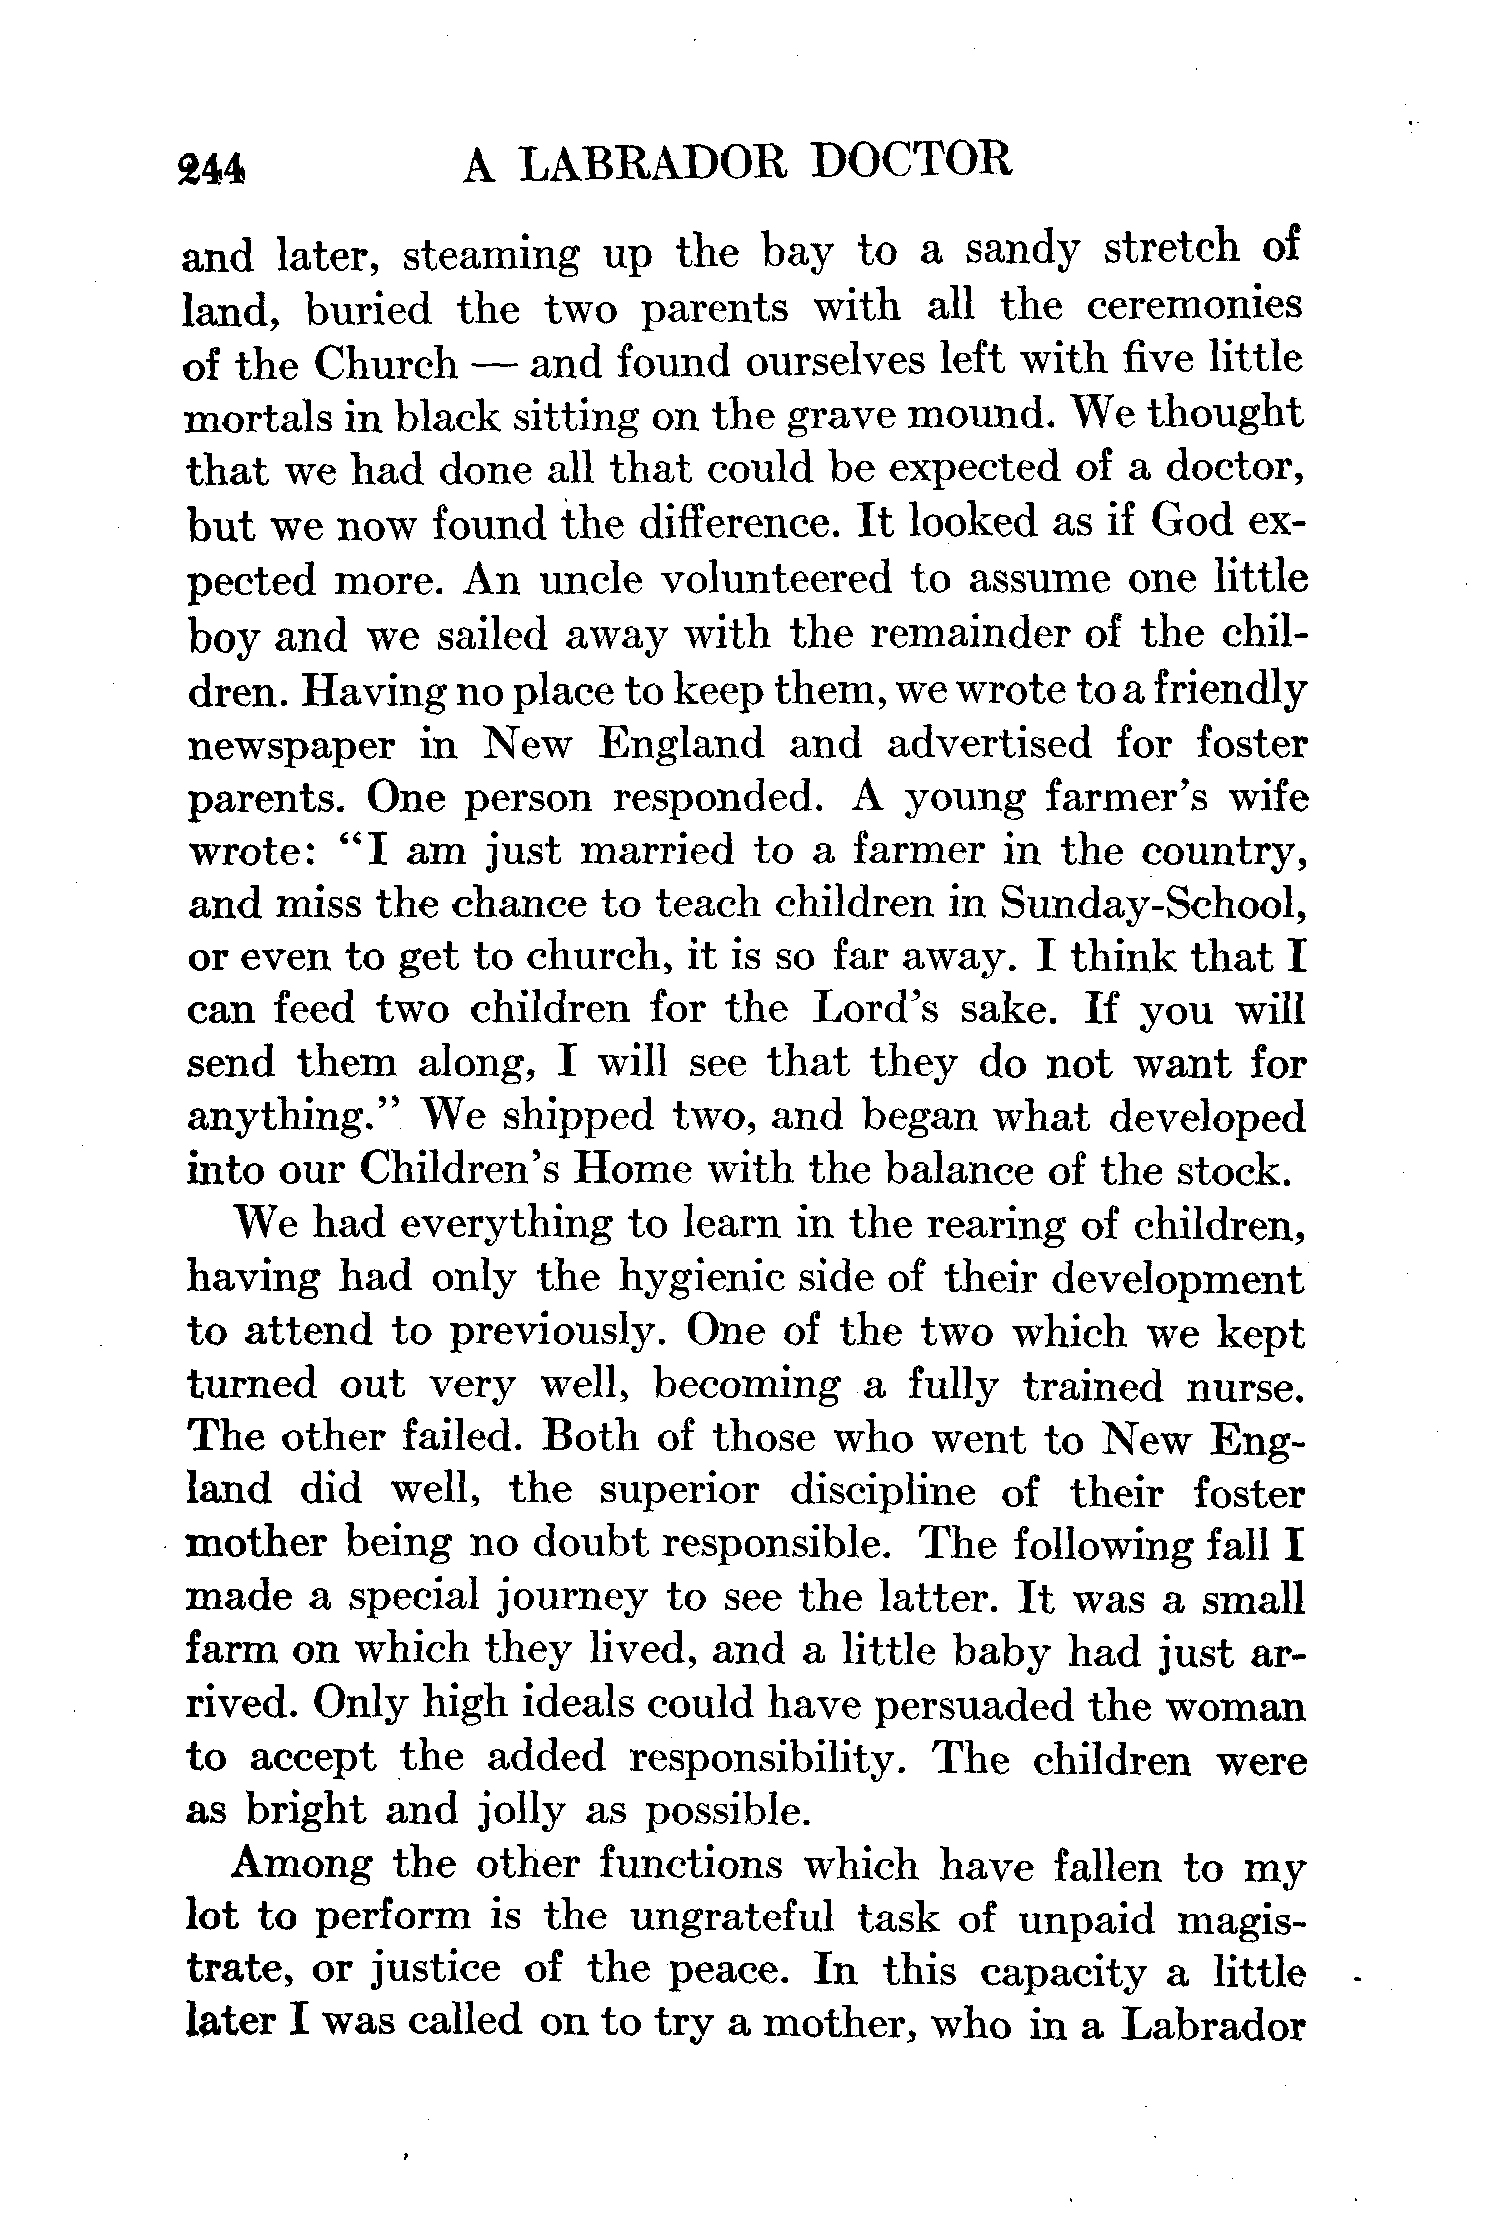 244 A LABRADOR DOCTOR
and later, steaming up the bay to a sandy stretch of
land, buried the two parents with all the ceremonies
of the Church — and found ourselves left with five little
mortals in black sitting on the grave mound. We thought
that we had done all that could be expected of a doctor,
but we now found the difference. It looked as if God ex-
pected more. An uncle volunteered to assume one little
boy and we sailed away with the remainder of the chil-
dren. Having no place to keep them, we wrote to a friendly
newspaper in New England and advertised for foster
parents. One person responded. A young farmer's wife
wrote: "I am just married to a farmer in the country,
and miss the chance to teach children in Sunday-School,
or even to get to church, it is so far away. I think that I
can feed two children for the Lord's sake. If you will
send them along, I will see that they do not want for
anything." We shipped two, and began what developed
into our Children's Home with the balance of the stock.
We had everything to learn in the rearing of children,
having had only the hygienic side of their development
to attend to previously. One of the two which we kept
turned out very well, becoming a fully trained nurse.
The other failed. Both of those who went to New Eng-
land did well, the superior discipline of their foster
mother being no doubt responsible. The following fall I
made a special journey to see the latter. It was a small
farm on which they lived, and a little baby had just ar-
rived. Only high ideals could have persuaded the woman
to accept the added responsibility. The children were
as bright and jolly as possible.
Among the other functions which have fallen to my
lot to perform is the ungrateful task of unpaid magis-
trate, or justice of the peace. In this capacity a little
later I was called on to try a mother, who in a Labrador